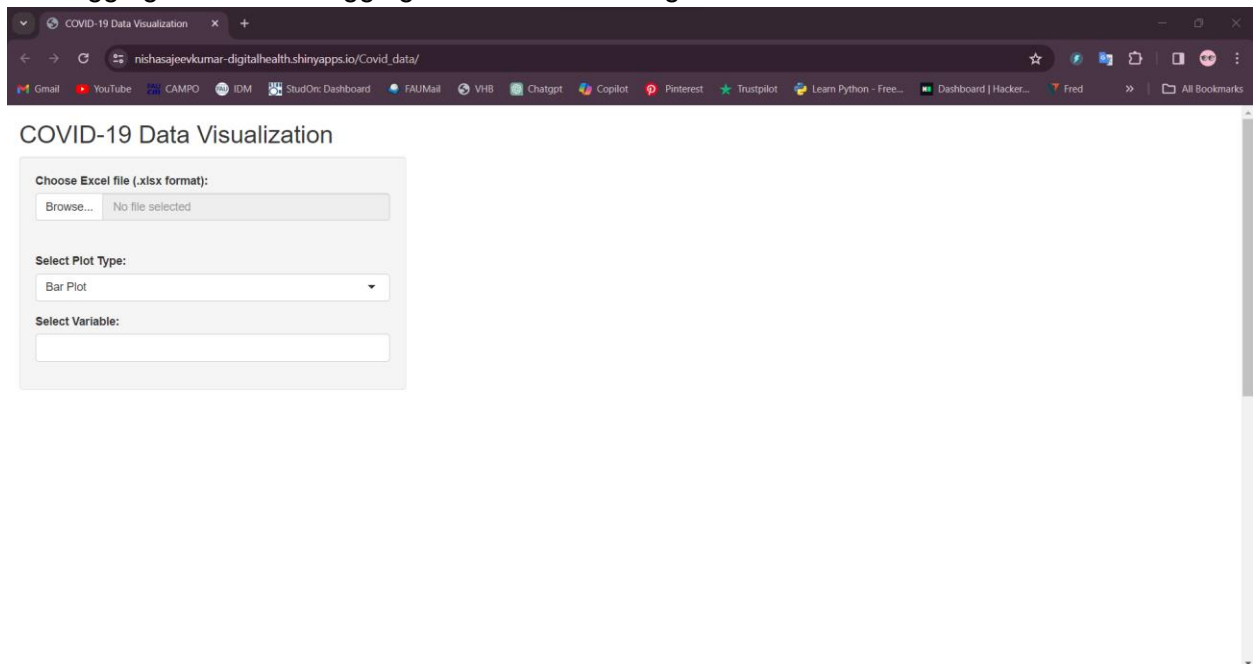 COVID-19 Data Visualization
nishasajeevkumar-digitalhealth.shinyapps.io/Covid_data/
Gmail YouTube CAMPO IDM StudOn: Dashboard FAUMail VHB Chatgpt Copilot Pinterest Trustpilot Learn Python - Free... Dashboard | Hacker... Fred » All Bookmarks
COVID-19 Data Visualization
Choose Excel file (.xlsx format):
Browse... No file selected
Select Plot Type:
Bar Plot
Select Variable: